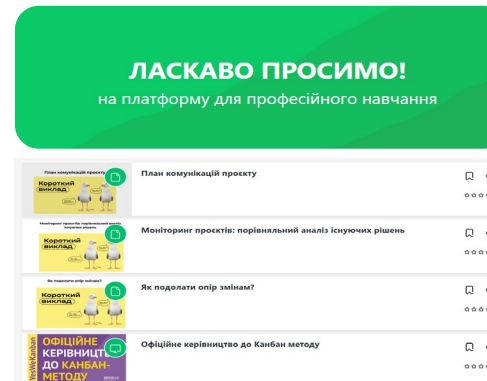 ЛАСКАВО ПРОСИМО!
на платформу для професійного навчання
План комунікацій проєкту
Короткий
(виклад)
План комунікацій проєкту
Моніторинг проєктів: порівняльний аналіз
існуючих рішень
Короткий
(виклад)
Моніторинг проєктів: порівняльний аналіз існуючих рішень
Як подолати опір змінам?
Короткий
(виклад)
Як подолати опір змінам?
YesWeKanban
ОФІЦІЙНЕ
КЕРІВНИЦТ
ДО КАНБАН-
МЕТОДУ
Офіційне керівництво до Канбан методу